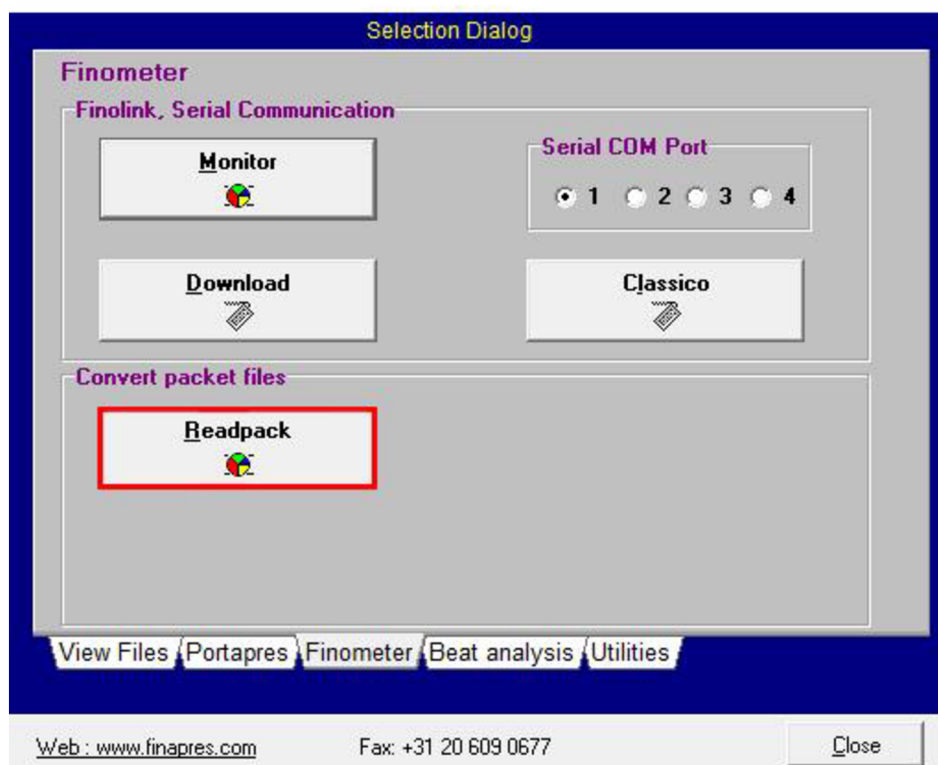 Selection Dialog
Finometer
Finolink, Serial Communication
Monitor
Serial COM Port
1 2 3 4
Download
Classico
Convert packet files
Readpack
View Files Portapres Finometer Beat analysis Utilities
Web : www.finapres.com Fax: +31 20 609 0677 Close